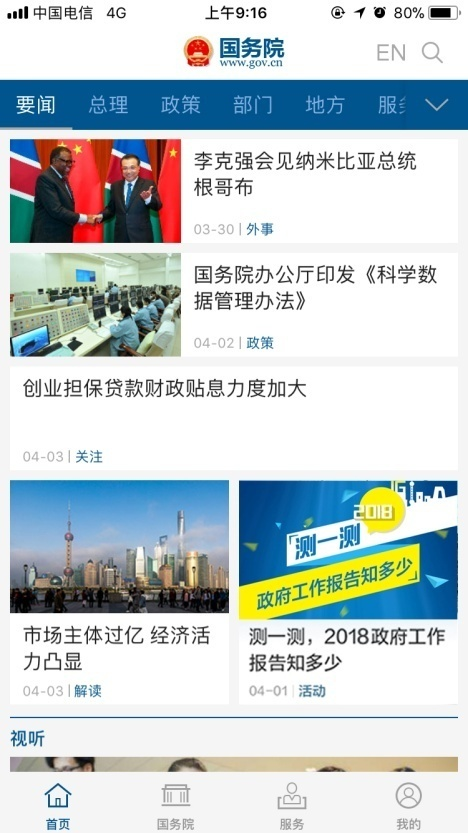 中国电信 4G 上午9:16 80%
国务院
www.gov.cn
EN
要闻 总理 政策 部门 地方 服务
李克强会见纳米比亚总统
根哥布
03-30 | 外事
国务院办公厅印发《科学数
据管理办法》
04-02 | 政策
创业担保贷款财政贴息力度加大
04-03 | 关注
2018
测一测
政府工作报告知多少
市场主体过亿 经济活
力凸显
04-03 | 解读
测一测，2018政府工作
报告知多少
04-01 | 活动
视听
首页 国务院 服务 我的